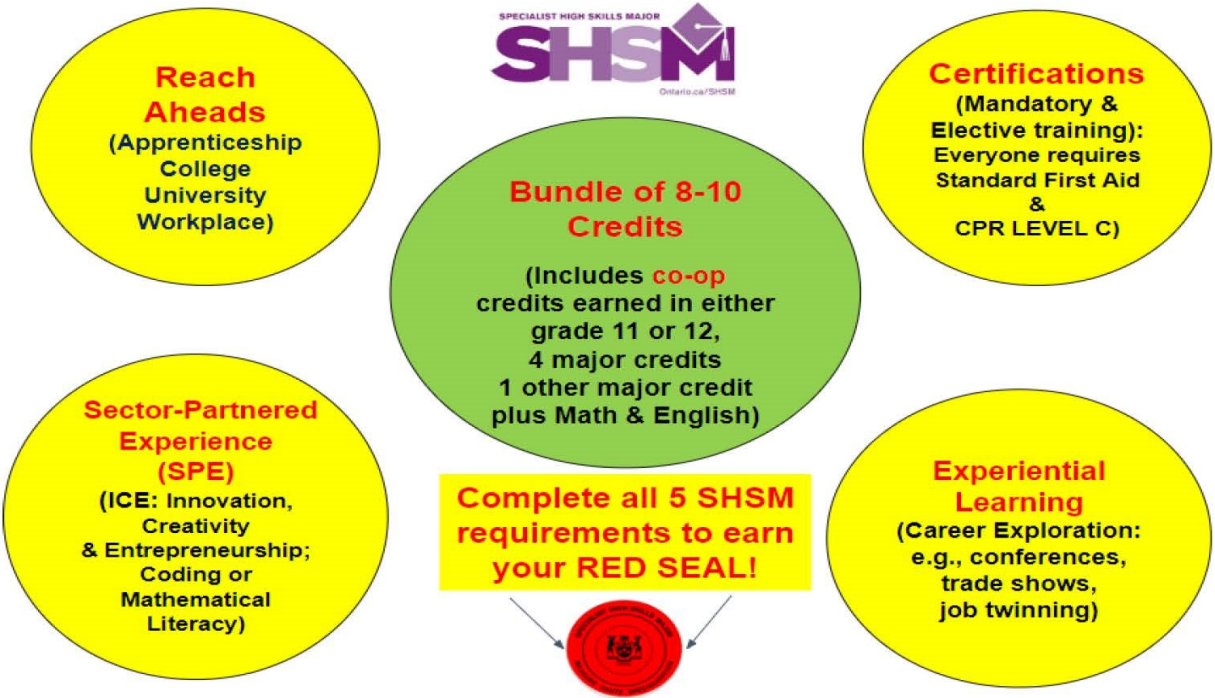 SPECIALIST HIGH SKILLS MAJOR
SHSM
Ontario.ca/SHSM
Reach
Aheads
(Apprenticeship
College
University
Workplace)
Bundle of 8-10
Credits
(Includes co-op
credits earned in either
grade 11 or 12,
4 major credits
1 other major credit
plus Math & English)
Certifications
(Mandatory &
Elective training):
Everyone requires
Standard First Aid
&
CPR LEVEL C)
Sector-Partnered
Experience
(SPE)
(ICE: Innovation,
Creativity
& Entrepreneurship;
Coding or
Mathematical
Literacy)
Complete all 5 SHSM
requirements to earn
your RED SEAL!
Experiential
Learning
(Career Exploration:
e.g., conferences,
trade shows,
job twinning)
SPECIALIST HIGH SKILLS MAJOR